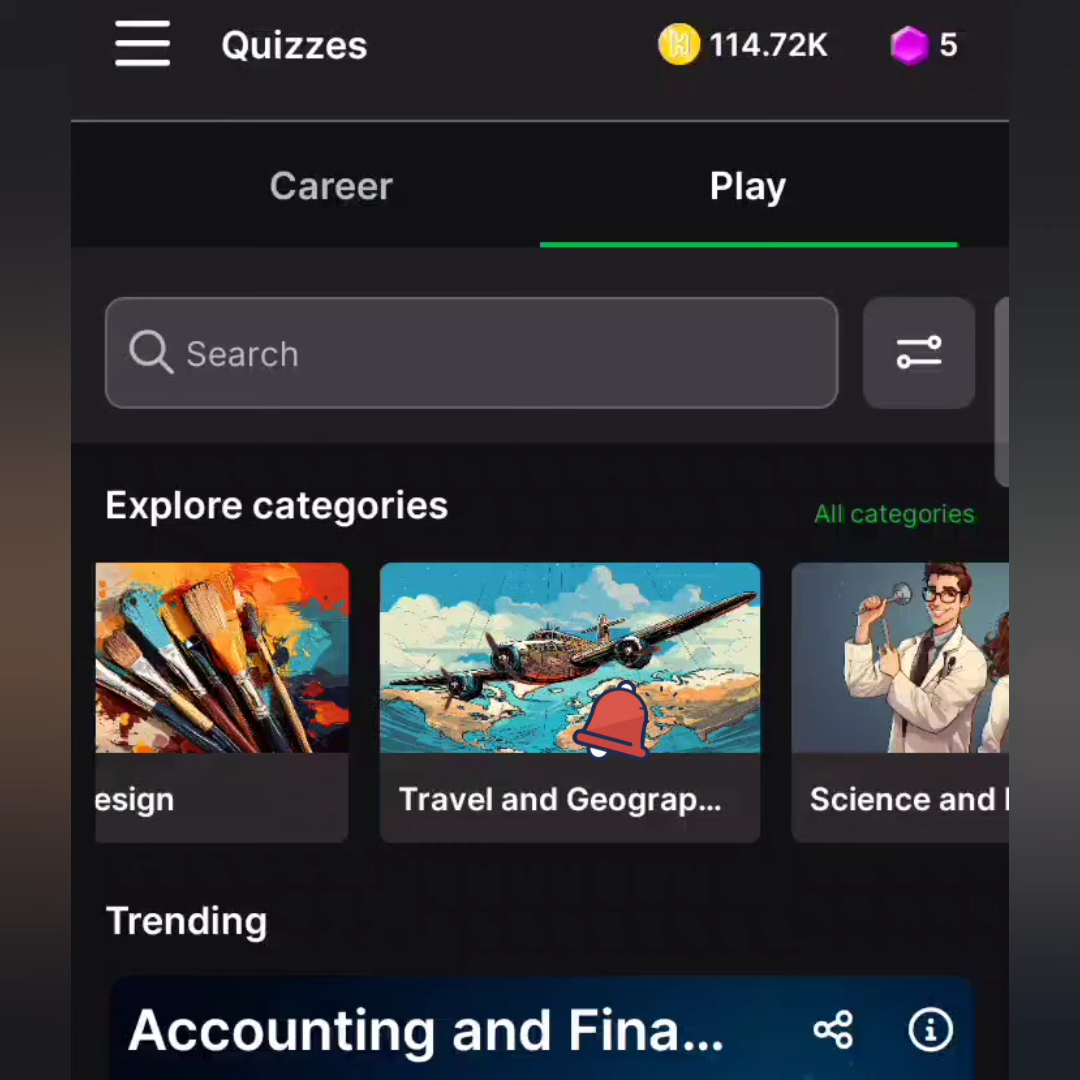 Quizzes
114.72K
5
Career
Play
Search
Explore categories
All categories
esign
Travel and Geograp...
Science and
Trending
Accounting and Fina...